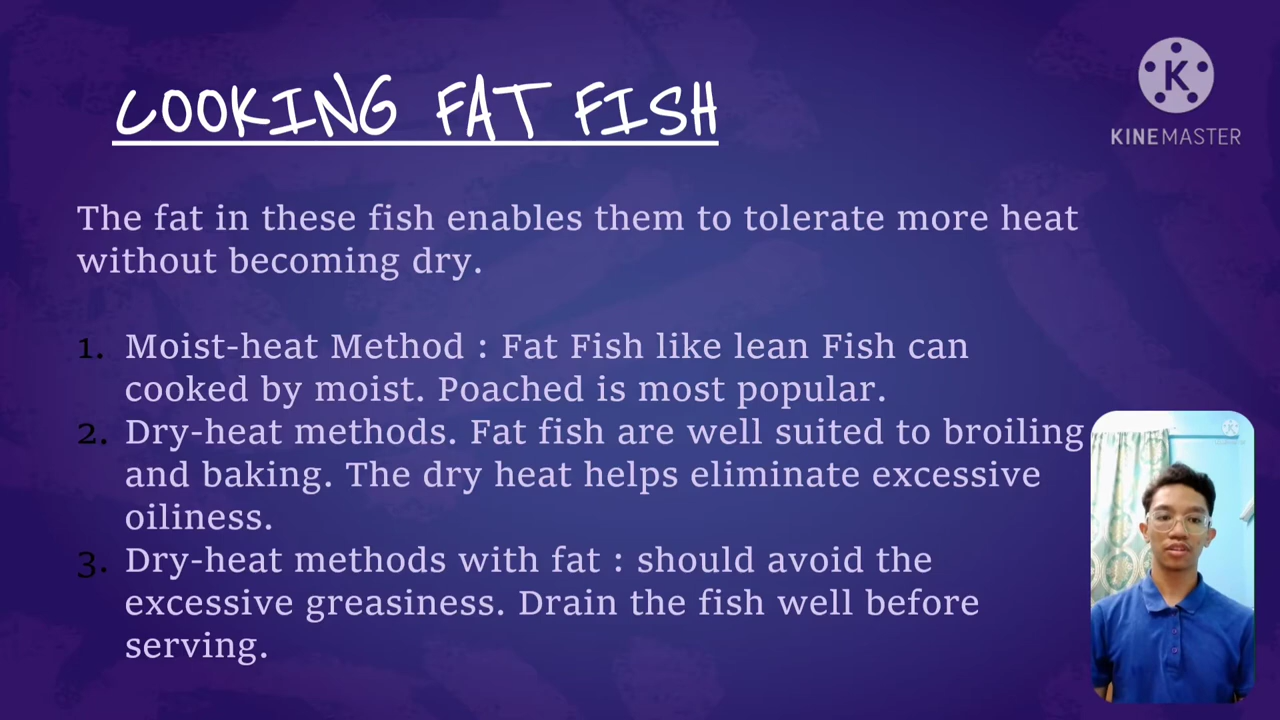 COOKING FAT FISH
KINEMASTER
The fat in these fish enables them to tolerate more heat
without becoming dry.
1. Moist-heat Method : Fat Fish like lean Fish can
cooked by moist. Poached is most popular.
2. Dry-heat methods. Fat fish are well suited to broiling
and baking. The dry heat helps eliminate excessive
oiliness.
3. Dry-heat methods with fat : should avoid the
excessive greasiness. Drain the fish well before
serving.